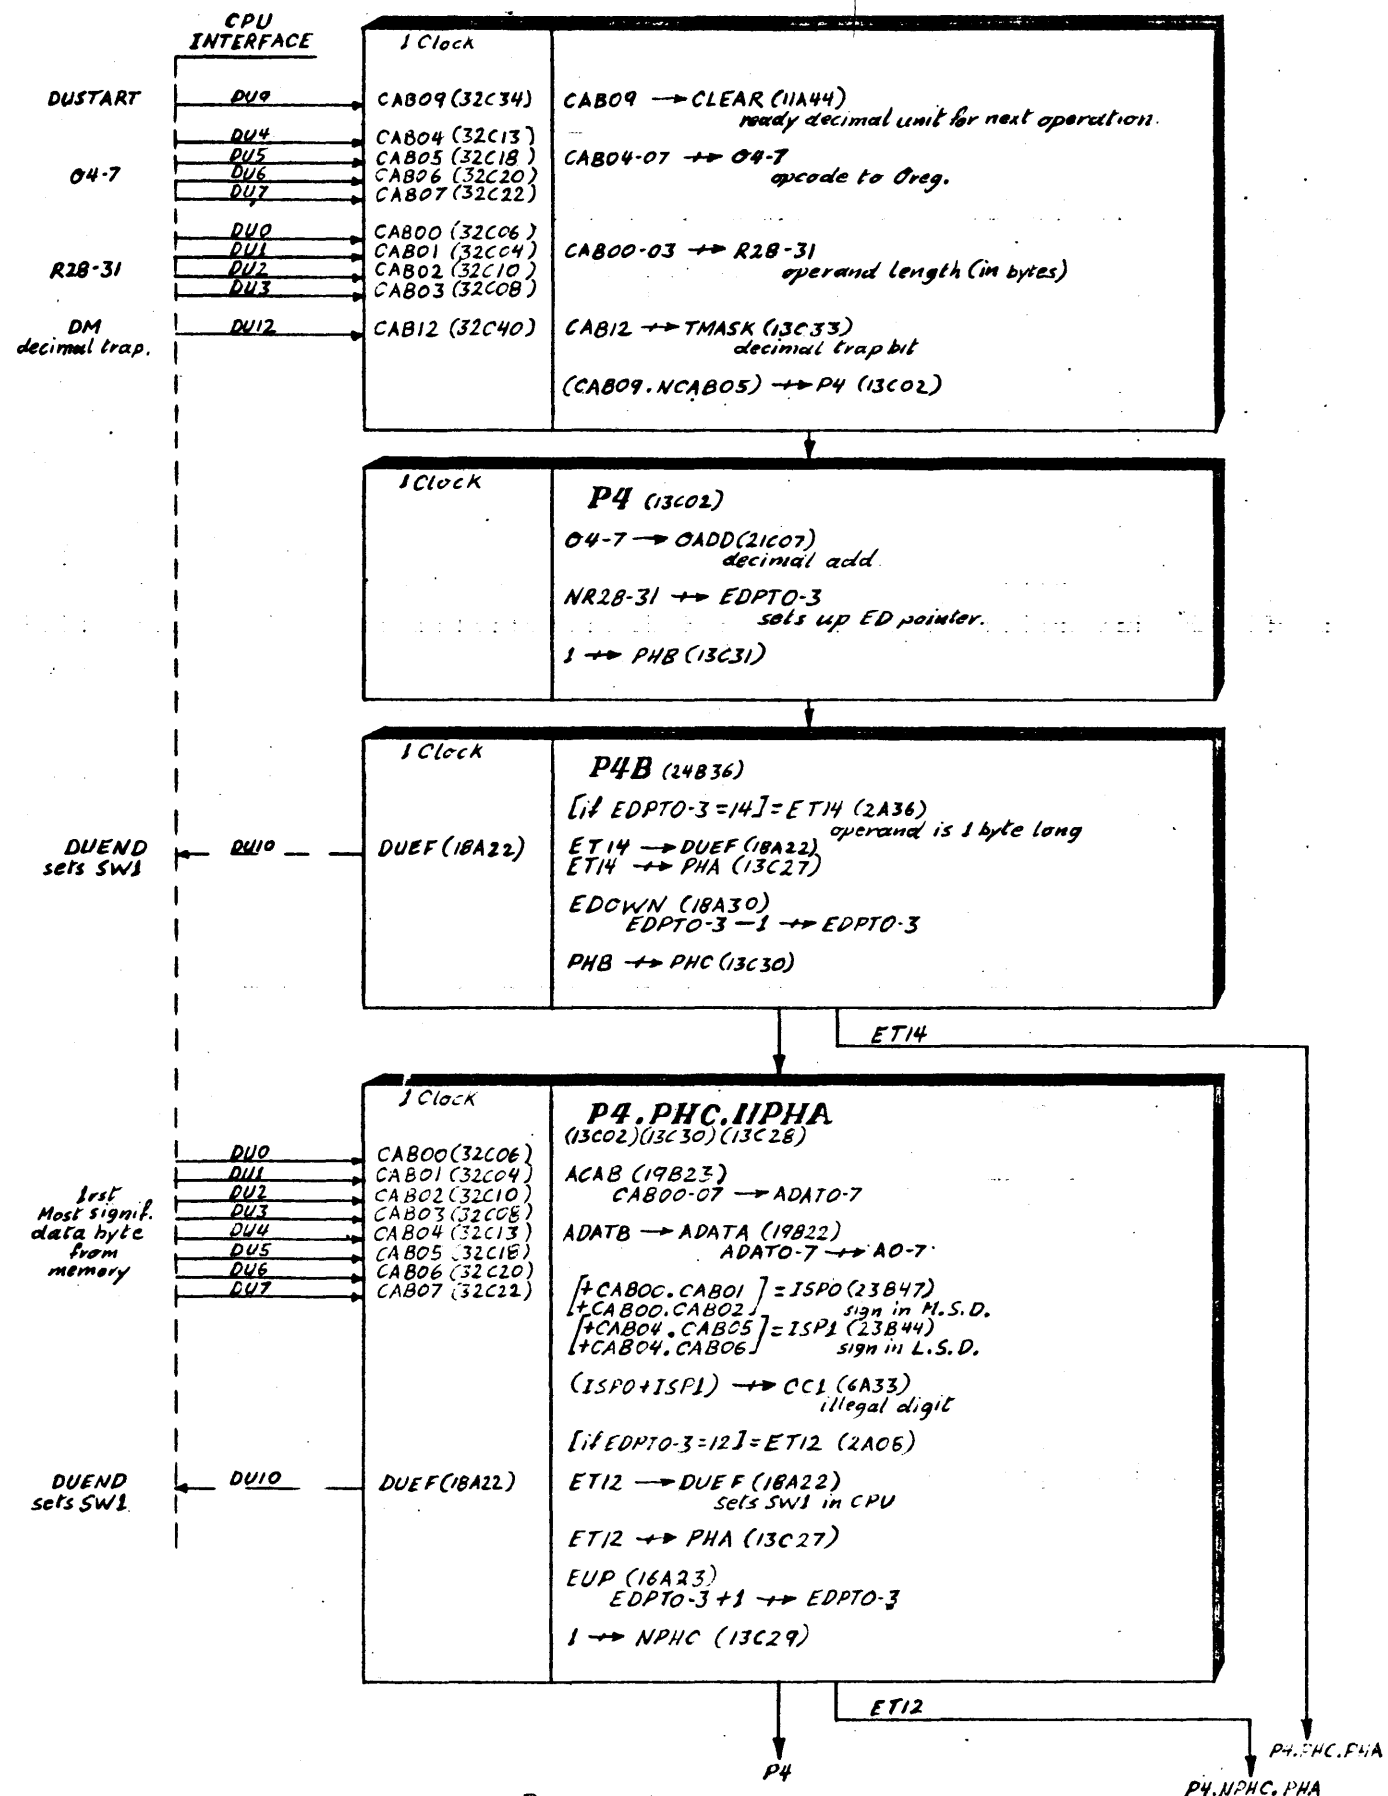 CPU
INTERFACE
1 Clock
DUSTART
DU9
CAB09 (32C34)
CAB09 → CLEAR (11A44)
ready decimal unit for next operation.
O4-7
DU4
CAB04 (32C13)
DU5
CAB05 (32C18)
DU6
CAB06 (32C20)
DU7
CAB07 (32C22)
CAB04-07 ↦ O4-7
opcode to Oreg.
R28-31
DU0
CAB00 (32C06)
DU1
CAB01 (32C04)
DU2
CAB02 (32C10)
DU3
CAB03 (32C08)
CAB00-03 ↦ R28-31
operand length (in bytes)
DM
decimal trap.
DU12
CAB12 (32C40)
CAB12 ↦ TMASK (13C33)
decimal trap bit
(CAB09.NCAB05) ↦ P4 (13C02)
1 Clock
P4 (13C02)
O4-7 → OADD (21C07)
decimal add.
NR28-31 ↦ EDPT0-3
sets up ED pointer.
1 ↦ PHB (13C31)
1 Clock
P4B (24B36)
[if EDPT0-3=14]=ET14 (2A36)
operand is 1 byte long
DUEND
sets SW1
DU10
DUEF (18A22)
ET14 → DUEF (18A22)
ET14 ↦ PHA (13C27)
EDOWN (18A30)
EDPT0-3 -1 ↦ EDPT0-3
PHB ↦ PHC (13C30)
ET14
1 Clock
P4.PHC.NPHA
(13C02)(13C30)(13C28)
1rst
Most signif.
data byte
from
memory
DU0
CAB00 (32C06)
DU1
CAB01 (32C04)
DU2
CAB02 (32C10)
DU3
CAB03 (32C08)
DU4
CAB04 (32C13)
DU5
CAB05 (32C18)
DU6
CAB06 (32C20)
DU7
CAB07 (32C22)
ACAB (19B23)
CAB00-07 → ADAT0-7
ADATB → ADATA (19B22)
ADAT0-7 ↦ A0-7
[+CAB00.CAB01 ] = ISP0 (23B47)
[+CAB00.CAB02] sign in M.S.D.
[+CAB04.CAB05] = ISP1 (23B44)
[+CAB04.CAB06] sign in L.S.D.
(ISP0+ISP1) ↦ CC1 (6A33)
illegal digit
[if EDPT0-3=12]=ET12 (2A06)
DUEND
sets SW1
DU10
DUEF (18A22)
ET12 → DUEF (18A22)
sets SW1 in CPU
ET12 ↦ PHA (13C27)
EUP (16A23)
EDPT0-3+1 ↦ EDPT0-3
1 ↦ NPHC (13C29)
ET12
P4
P4.PHC.PHA
P4.NPHC.PHA